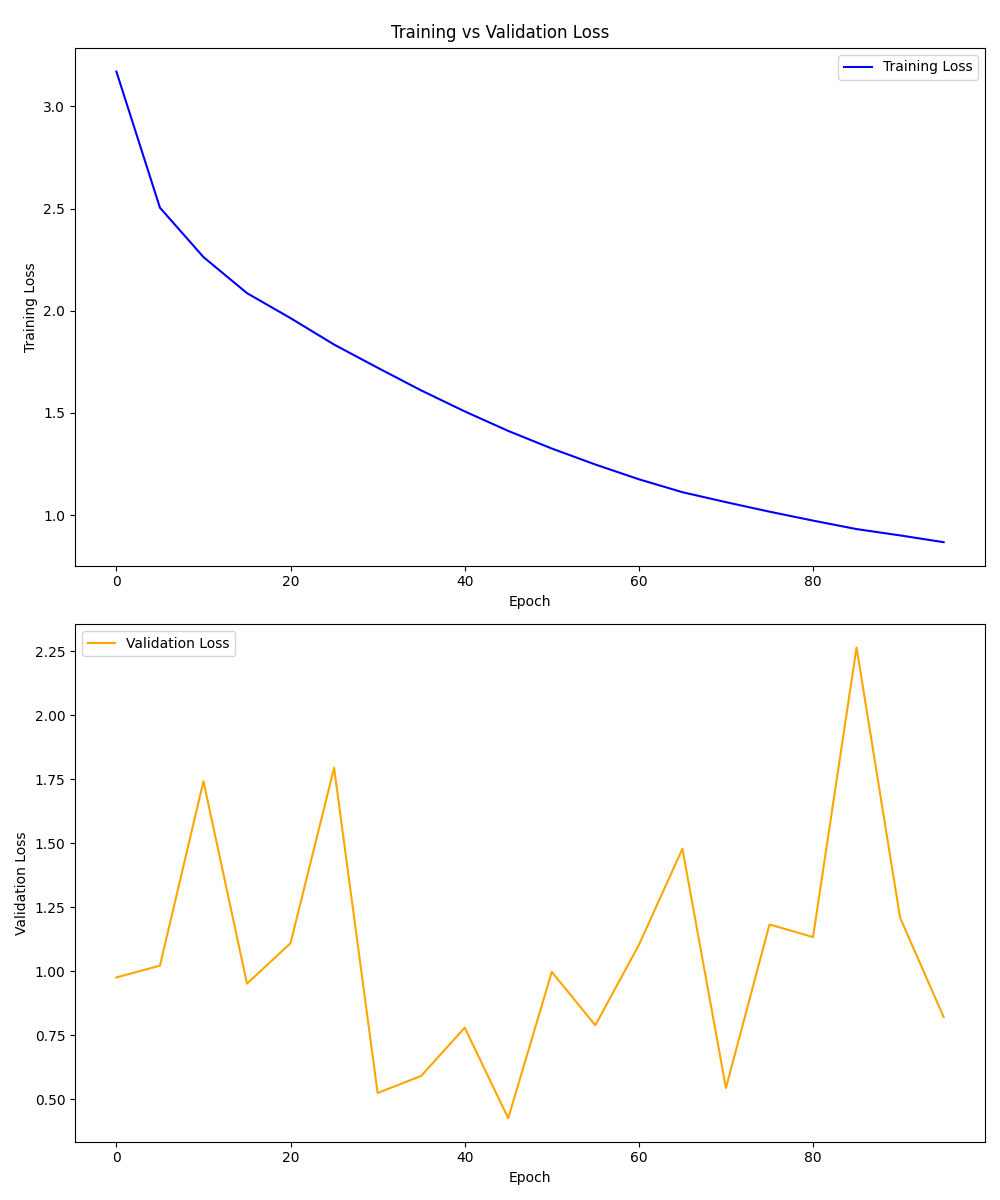 Training vs Validation Loss
Training Loss
3.0
2.5
2.0
1.5
1.0
Training Loss
0 20 40 60 80
Epoch
Validation Loss
2.25
2.00
1.75
1.50
1.25
1.00
0.75
0.50
Validation Loss
0 20 40 60 80
Epoch